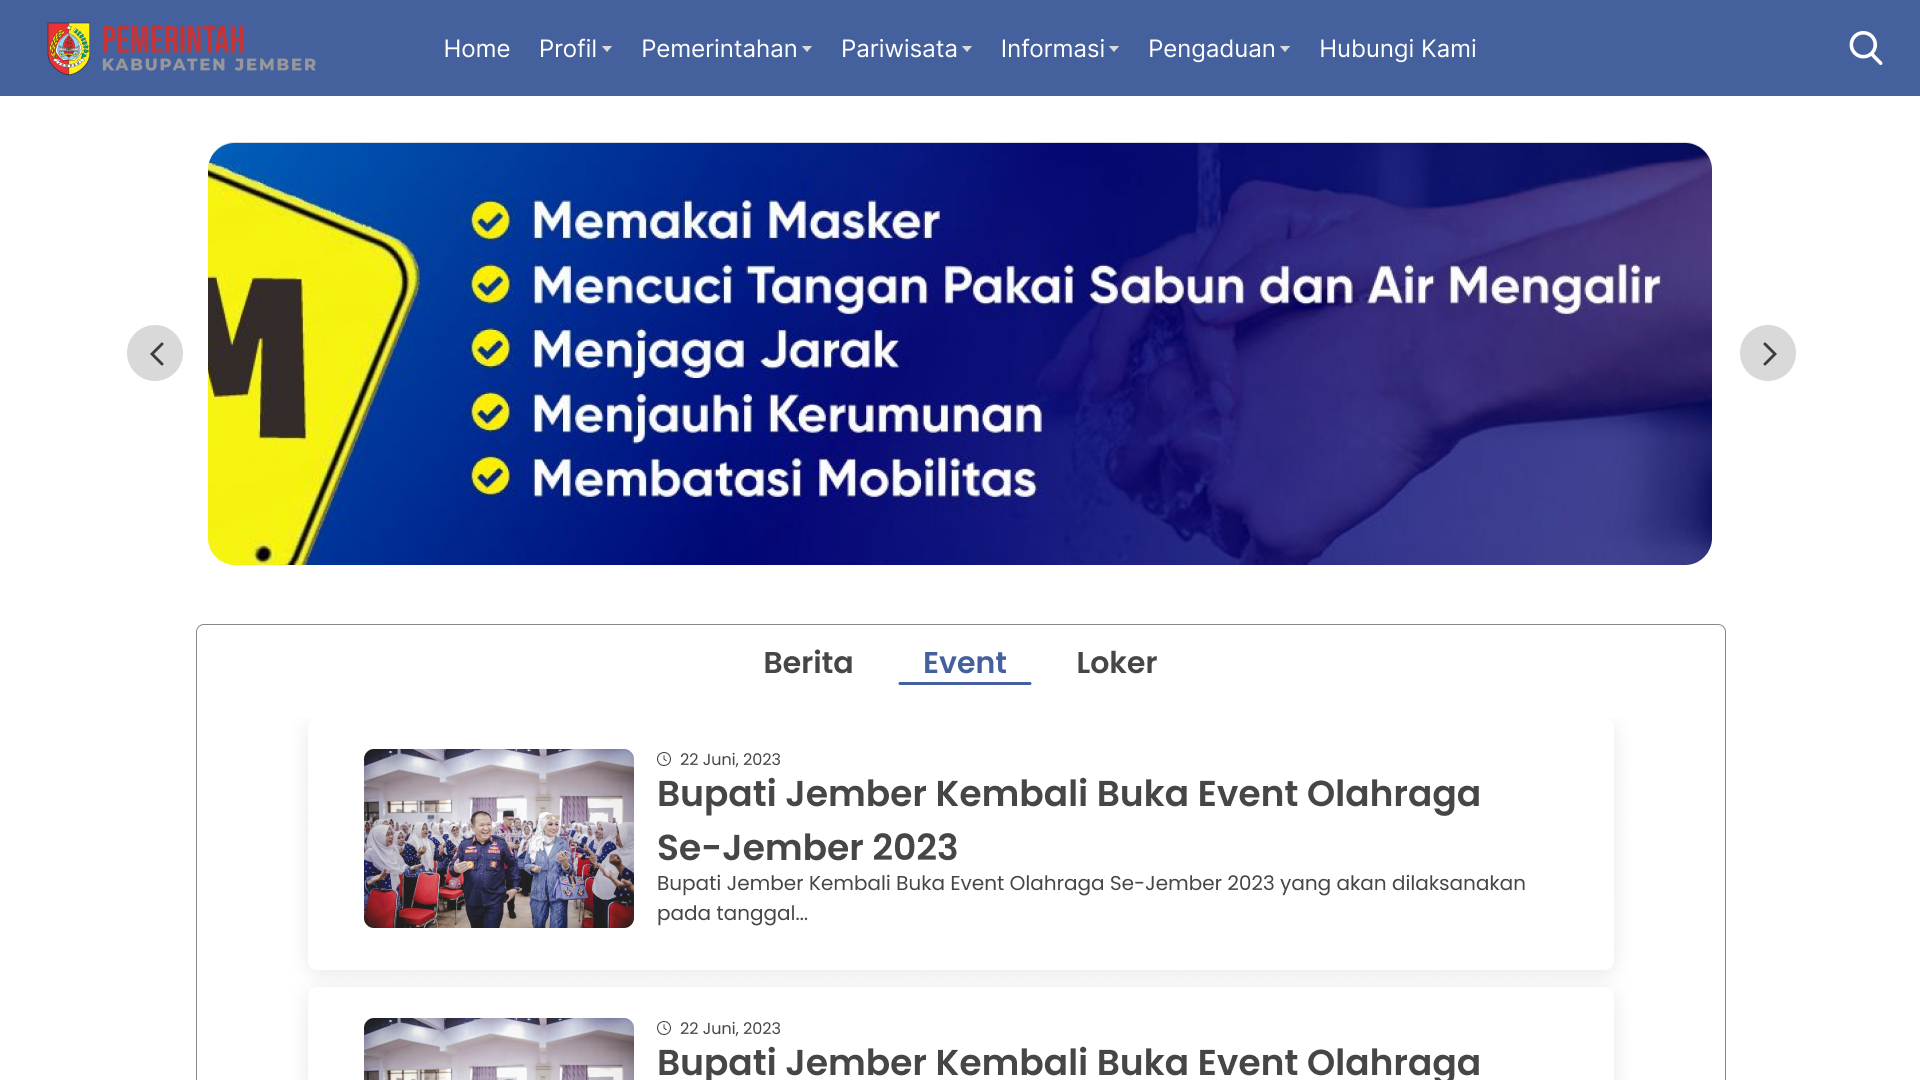 PEMERINTAH
KABUPATEN JEMBER
Home Profil Pemerintahan Pariwisata Informasi Pengaduan Hubungi Kami
M
Memakai Masker
Mencuci Tangan Pakai Sabun dan Air Mengalir
Menjaga Jarak
Menjauhi Kerumunan
Membatasi Mobilitas
Berita Event Loker
22 Juni, 2023
Bupati Jember Kembali Buka Event Olahraga
Se-Jember 2023
Bupati Jember Kembali Buka Event Olahraga Se-Jember 2023 yang akan dilaksanakan
pada tanggal...
22 Juni, 2023
Bupati Jember Kembali Buka Event Olahraga